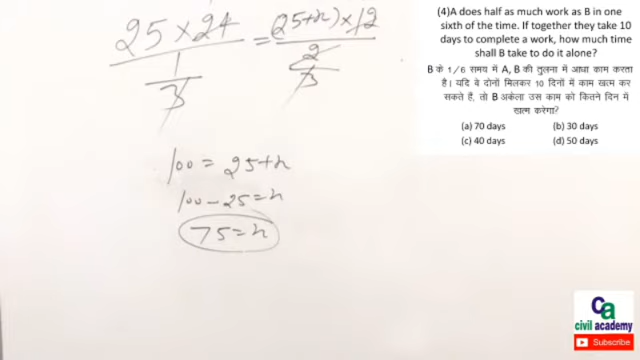 25 × 24 = (25+n) × 12
1 2
3 3
100 = 25+n
100 - 25 = n
75 = n
(4)A does half as much work as B in one
sixth of the time. If together they take 10
days to complete a work, how much time
shall B take to do it alone?
B के 1/6 समय में A, B की तुलना में आधा काम करता
है। यदि वे दोनों मिलकर 10 दिनों में काम खत्म कर
सकते हैं, तो B अकेला उस काम को कितने दिन में
खत्म करेगा?
(a) 70 days (b) 30 days
(c) 40 days (d) 50 days
ca
civil academy
Subscribe